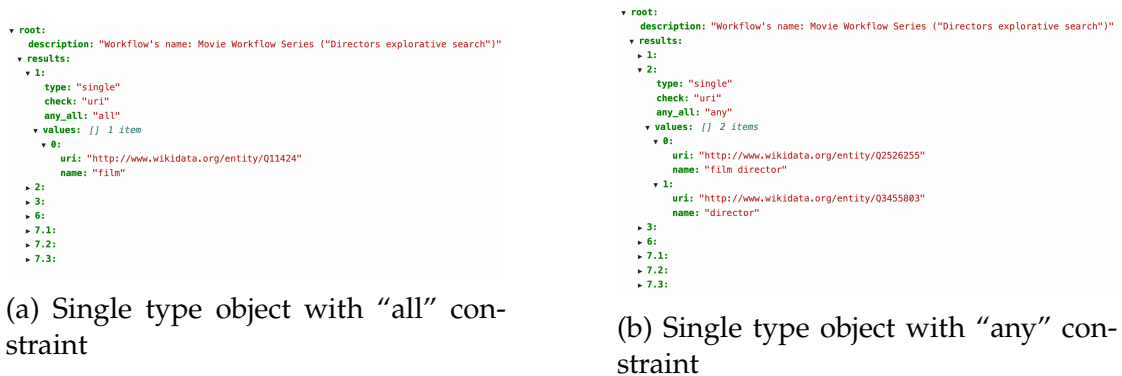 ▾ root:
description: "Workflow's name: Movie Workflow Series ("Directors explorative search")"
▾ results:
▾ 1:
type: "single"
check: "uri"
any_all: "all"
▾ values: [] 1 item
▾ 0:
uri: "http://www.wikidata.org/entity/Q11424"
name: "film"
▸ 2:
▸ 3:
▸ 6:
▸ 7.1:
▸ 7.2:
▸ 7.3:
(a) Single type object with “all” con-
straint
▾ root:
description: "Workflow's name: Movie Workflow Series ("Directors explorative search")"
▾ results:
▸ 1:
▾ 2:
type: "single"
check: "uri"
any_all: "any"
▾ values: [] 2 items
▾ 0:
uri: "http://www.wikidata.org/entity/Q2526255"
name: "film director"
▾ 1:
uri: "http://www.wikidata.org/entity/Q3455803"
name: "director"
▸ 3:
▸ 6:
▸ 7.1:
▸ 7.2:
▸ 7.3:
(b) Single type object with “any” con-
straint